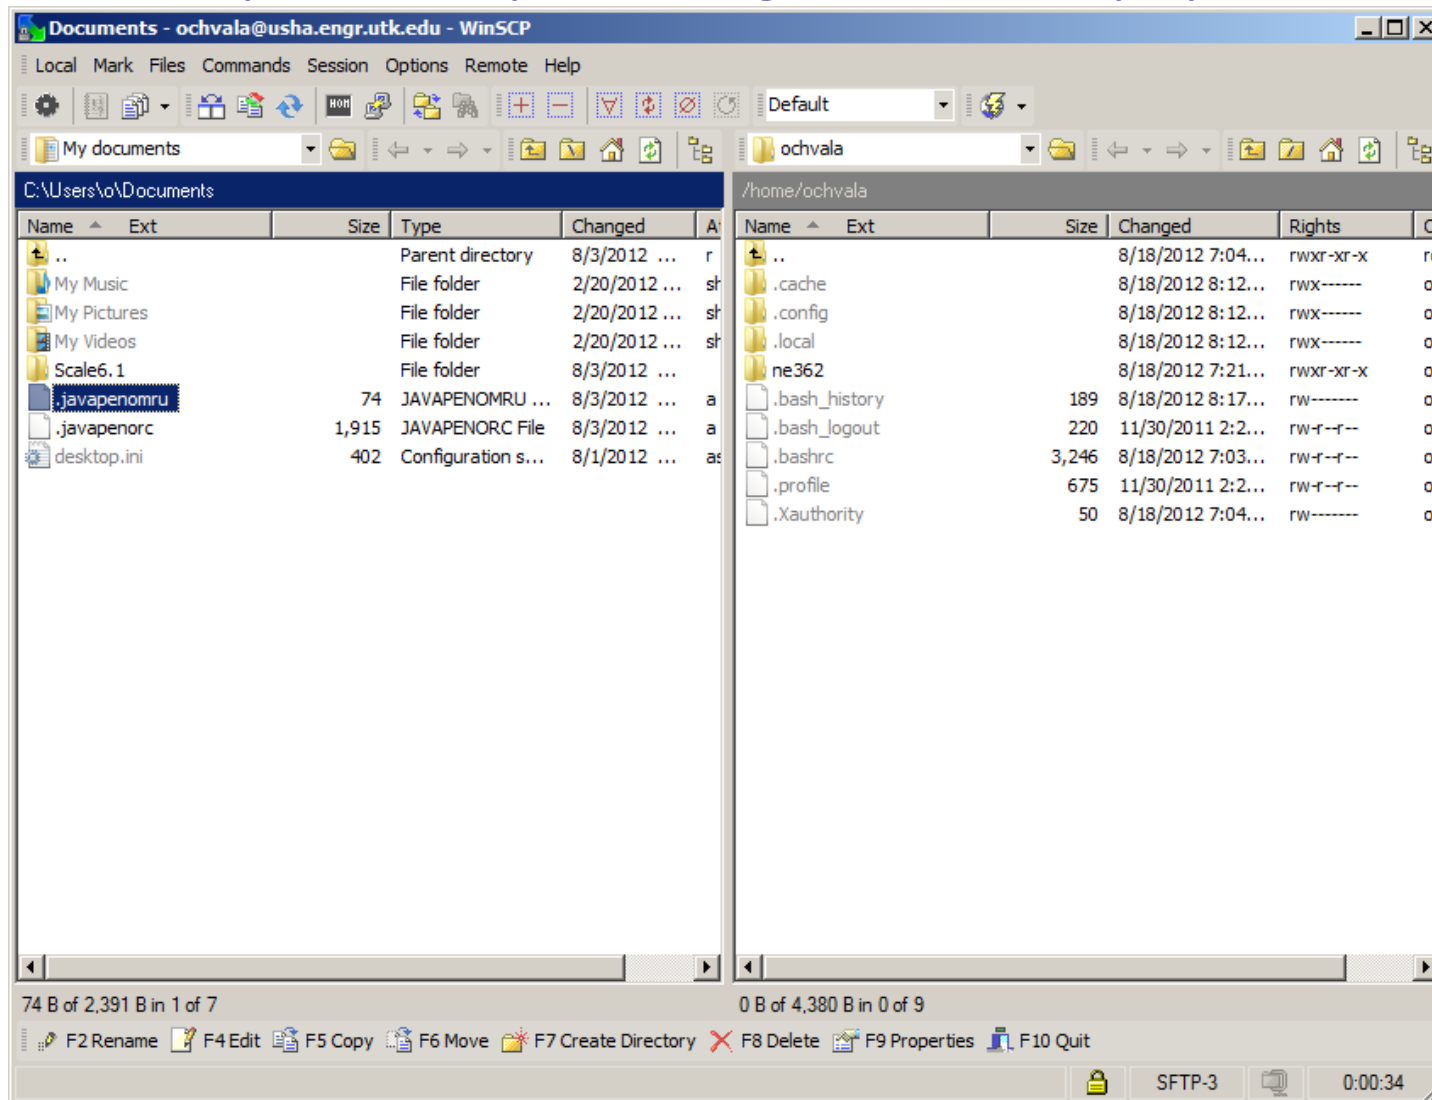 Documents - ochvala@usha.engr.utk.edu - WinSCP
Local Mark Files Commands Session Options Remote Help
Default
My documents
ochvala
C:\Users\o\Documents
/home/ochvala
Name Ext Size Type Changed
Name Ext Size Changed Rights
.. Parent directory 8/3/2012 ... r
.. 8/18/2012 7:04... rwxr-xr-x
My Music File folder 2/20/2012 ... sh
.cache 8/18/2012 8:12... rwx------
My Pictures File folder 2/20/2012 ... sh
.config 8/18/2012 8:12... rwx------
My Videos File folder 2/20/2012 ... sh
.local 8/18/2012 8:12... rwx------
Scale6.1 File folder 8/3/2012 ...
ne362 8/18/2012 7:21... rwxr-xr-x
.javapenomru 74 JAVAPENOMRU ... 8/3/2012 ... a
.bash_history 189 8/18/2012 8:17... rw-------
.javapenorc 1,915 JAVAPENORC File 8/3/2012 ... a
.bash_logout 220 11/30/2011 2:2... rw-r--r--
desktop.ini 402 Configuration s... 8/1/2012 ... as
.bashrc 3,246 8/18/2012 7:03... rw-r--r--
.profile 675 11/30/2011 2:2... rw-r--r--
.Xauthority 50 8/18/2012 7:04... rw-------
74 B of 2,391 B in 1 of 7
0 B of 4,380 B in 0 of 9
F2 Rename F4 Edit F5 Copy F6 Move F7 Create Directory F8 Delete F9 Properties F10 Quit
SFTP-3 0:00:34